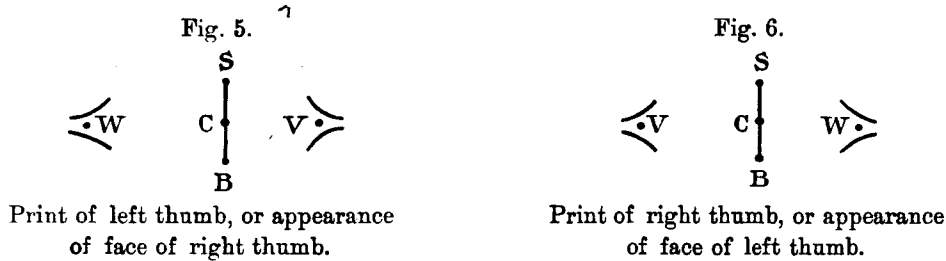 Fig. 5.
S
W C V
B
Print of left thumb, or appearance
of face of right thumb.
Fig. 6.
S
V C W
B
Print of right thumb, or appearance
of face of left thumb.